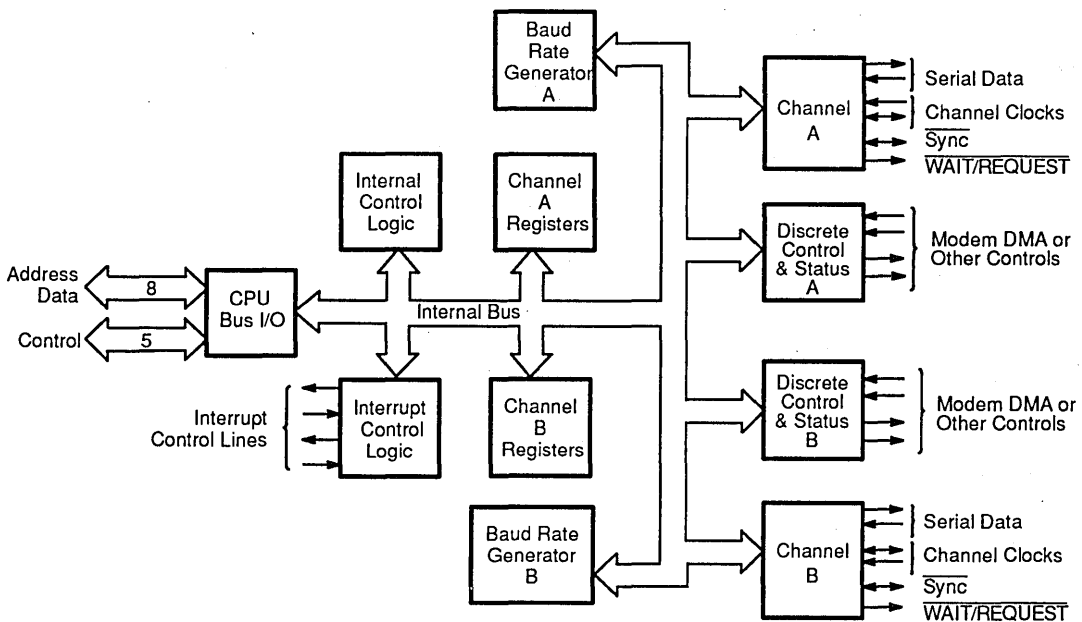 Baud
Rate
Generator
A
Channel
A
Serial Data
Channel Clocks
Sync
WAIT/REQUEST
Internal
Control
Logic
Channel
A
Registers
Discrete
Control
& Status
A
Modem DMA or
Other Controls
Address
Data
8
CPU
Bus I/O
Internal Bus
Control
5
Interrupt
Control Lines
Interrupt
Control
Logic
Channel
B
Registers
Discrete
Control
& Status
B
Modem DMA or
Other Controls
Baud Rate
Generator
B
Channel
B
Serial Data
Channel Clocks
Sync
WAIT/REQUEST